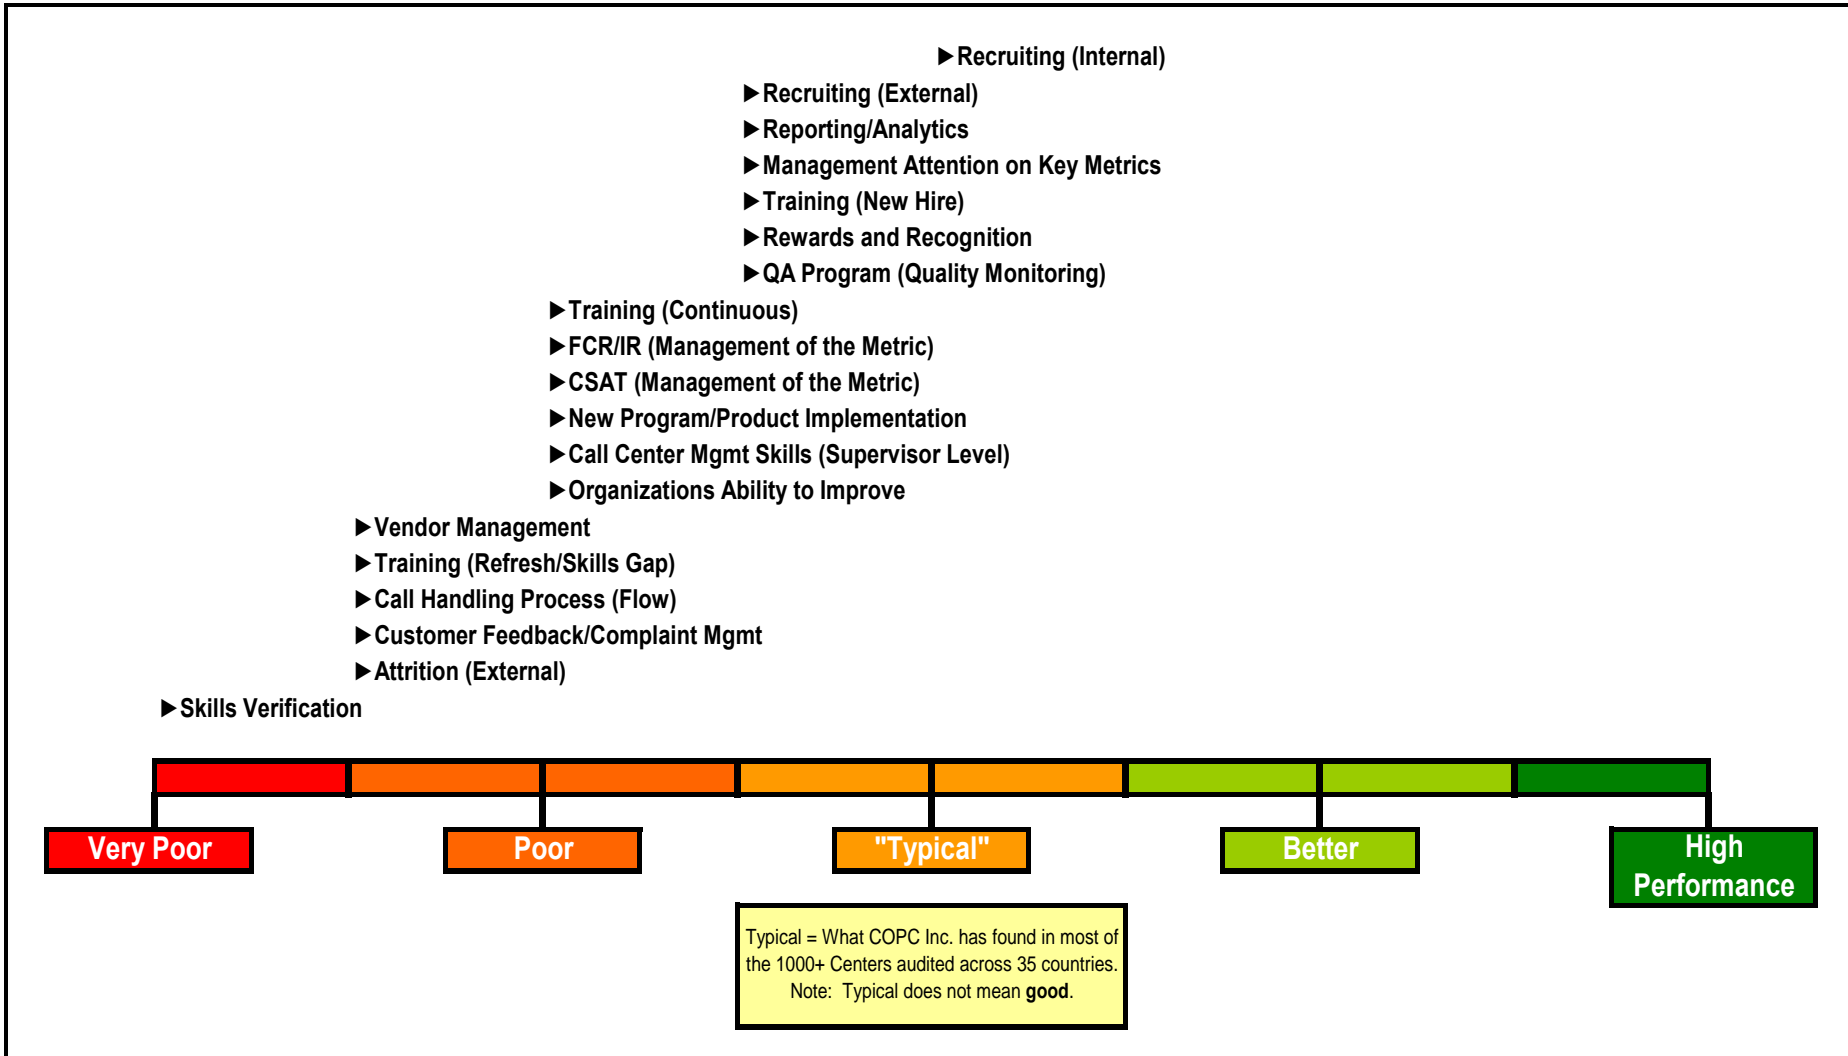 ▶Recruiting (Internal)
▶Recruiting (External)
▶Reporting/Analytics
▶Management Attention on Key Metrics
▶Training (New Hire)
▶Rewards and Recognition
▶QA Program (Quality Monitoring)
▶Training (Continuous)
▶FCR/IR (Management of the Metric)
▶CSAT (Management of the Metric)
▶New Program/Product Implementation
▶Call Center Mgmt Skills (Supervisor Level)
▶Organizations Ability to Improve
▶Vendor Management
▶Training (Refresh/Skills Gap)
▶Call Handling Process (Flow)
▶Customer Feedback/Complaint Mgmt
▶Attrition (External)
▶Skills Verification
Very Poor
Poor
"Typical"
Better
High
Performance
Typical = What COPC Inc. has found in most of
the 1000+ Centers audited across 35 countries.
Note:  Typical does not mean good.